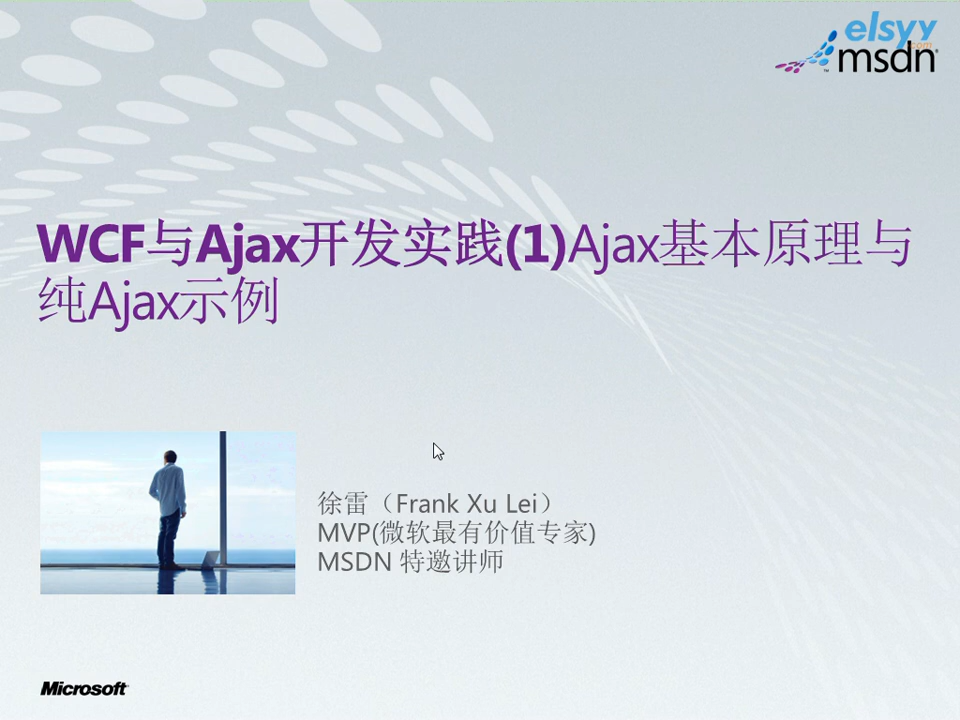 elsyy
.com
msdn
WCF与Ajax开发实践(1)Ajax基本原理与
纯Ajax示例
徐雷（Frank Xu Lei）
MVP(微软最有价值专家)
MSDN 特邀讲师
Microsoft